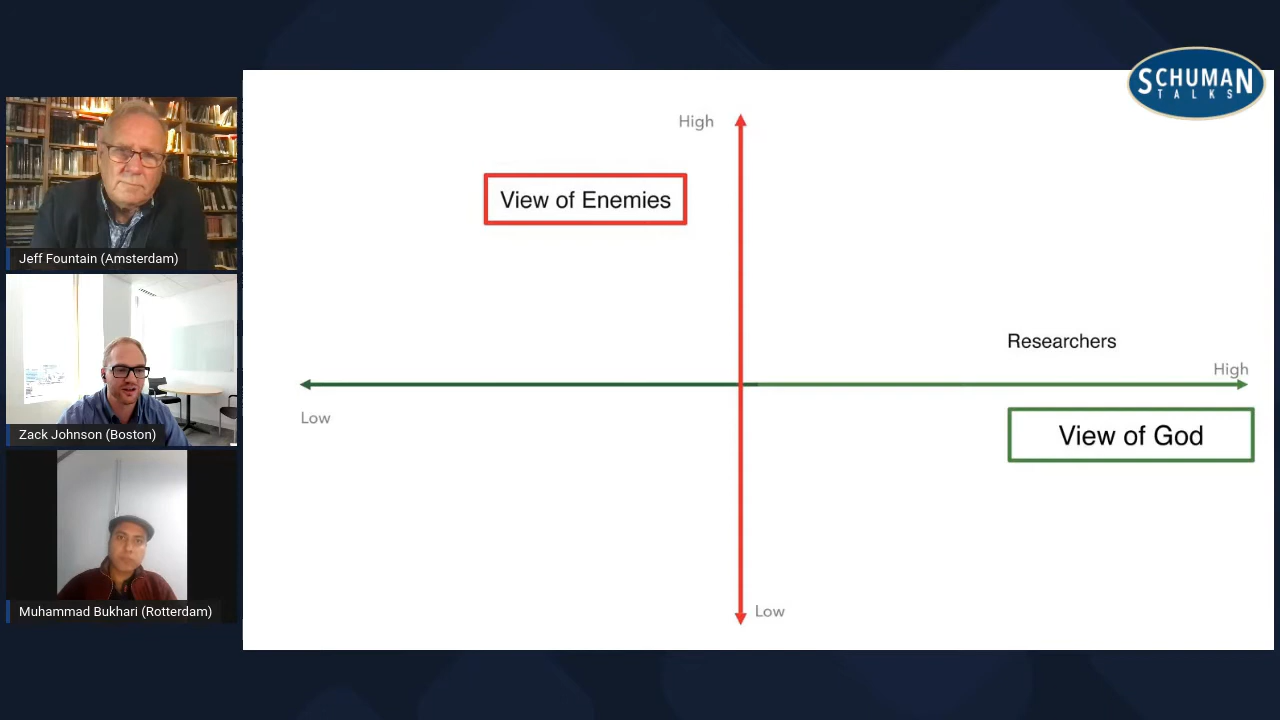 SCHUMAN
TALKS
Jeff Fountain (Amsterdam)
Zack Johnson (Boston)
Muhammad Bukhari (Rotterdam)
High
View of Enemies
Researchers
High
Low
View of God
Low